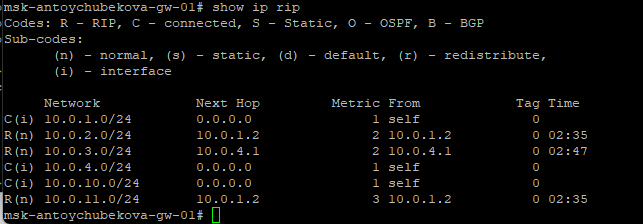 msk-antoychubekova-gw-01# show ip rip
Codes: R - RIP, C - connected, S - Static, O - OSPF, B - BGP
Sub-codes:
      (n) - normal, (s) - static, (d) - default, (r) - redistribute,
      (i) - interface

     Network            Next Hop         Metric From            Tag Time
C(i) 10.0.1.0/24        0.0.0.0               1 self              0
R(n) 10.0.2.0/24        10.0.1.2              2 10.0.1.2          0 02:35
R(n) 10.0.3.0/24        10.0.4.1              2 10.0.4.1          0 02:47
C(i) 10.0.4.0/24        0.0.0.0               1 self              0
C(i) 10.0.10.0/24       0.0.0.0               1 self              0
R(n) 10.0.11.0/24       10.0.1.2              3 10.0.1.2          0 02:35
msk-antoychubekova-gw-01#